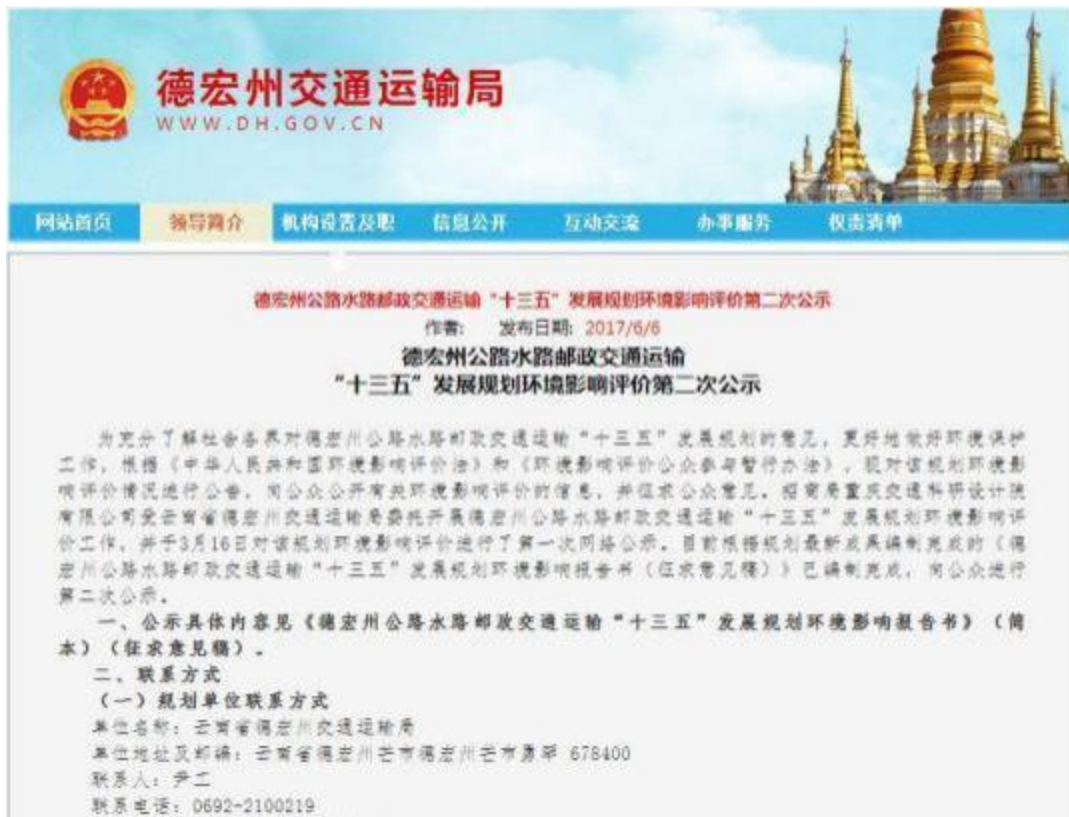 德宏州交通运输局
WWW.DH.GOV.CN
网站首页 领导简介 机构设置及职 信息公开 互动交流 办事服务 权责清单
德宏州公路水路邮政交通运输“十三五”发展规划环境影响评价第二次公示
作者: 发布日期: 2017/6/6
德宏州公路水路邮政交通运输
“十三五”发展规划环境影响评价第二次公示
为充分了解社会各界对德宏州公路水路邮政交通运输“十三五”发展规划的意见，更好地做好环境保护
工作，根据《中华人民共和国环境影响评价法》和《环境影响评价公众参与暂行办法》，现对该规划环境影
响评价情况进行公告，向公众公开有关环境影响评价的信息，并征求公众意见。招商局重庆交通科研设计院
有限公司受云南省德宏州交通运输局委托开展德宏州公路水路邮政交通运输“十三五”发展规划环境影响评
价工作，并于3月16日对该规划环境影响评价进行了第一次网络公示。目前根据规划最新成果编制完成的《德
宏州公路水路邮政交通运输“十三五”发展规划环境影响报告书（征求意见稿）》已编制完成，向公众进行
第二次公示。
一、公示具体内容见《德宏州公路水路邮政交通运输“十三五”发展规划环境影响报告书》（简
本）（征求意见稿）。
二、联系方式
（一）规划单位联系方式
单位名称：云南省德宏州交通运输局
单位地址及邮编：云南省德宏州芒市德宏州芒市勇罕 678400
联系人：尹工
联系电话：0692-2100219